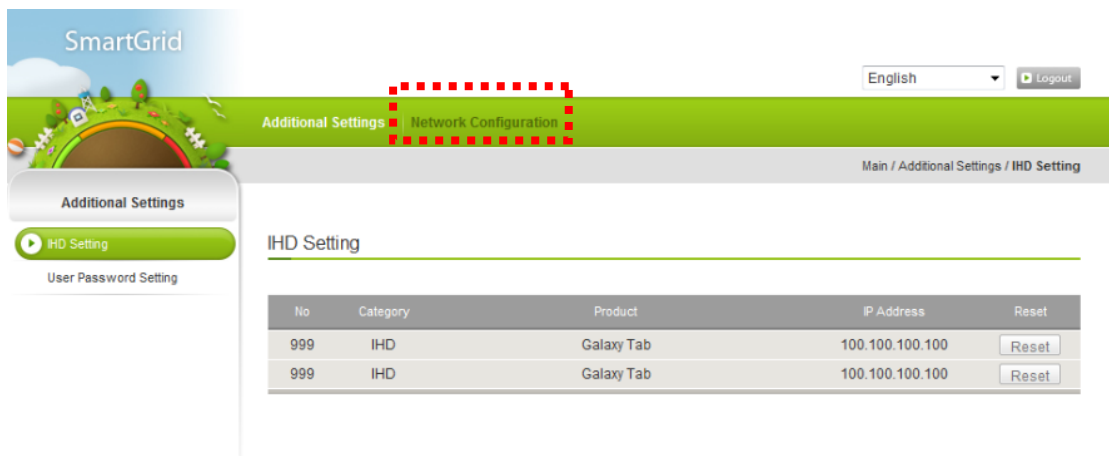 SmartGrid
English
Logout
Additional Settings | Network Configuration
Main / Additional Settings / IHD Setting
Additional Settings
IHD Setting
User Password Setting
IHD Setting
No Category Product IP Address Reset
999 IHD Galaxy Tab 100.100.100.100 Reset
999 IHD Galaxy Tab 100.100.100.100 Reset